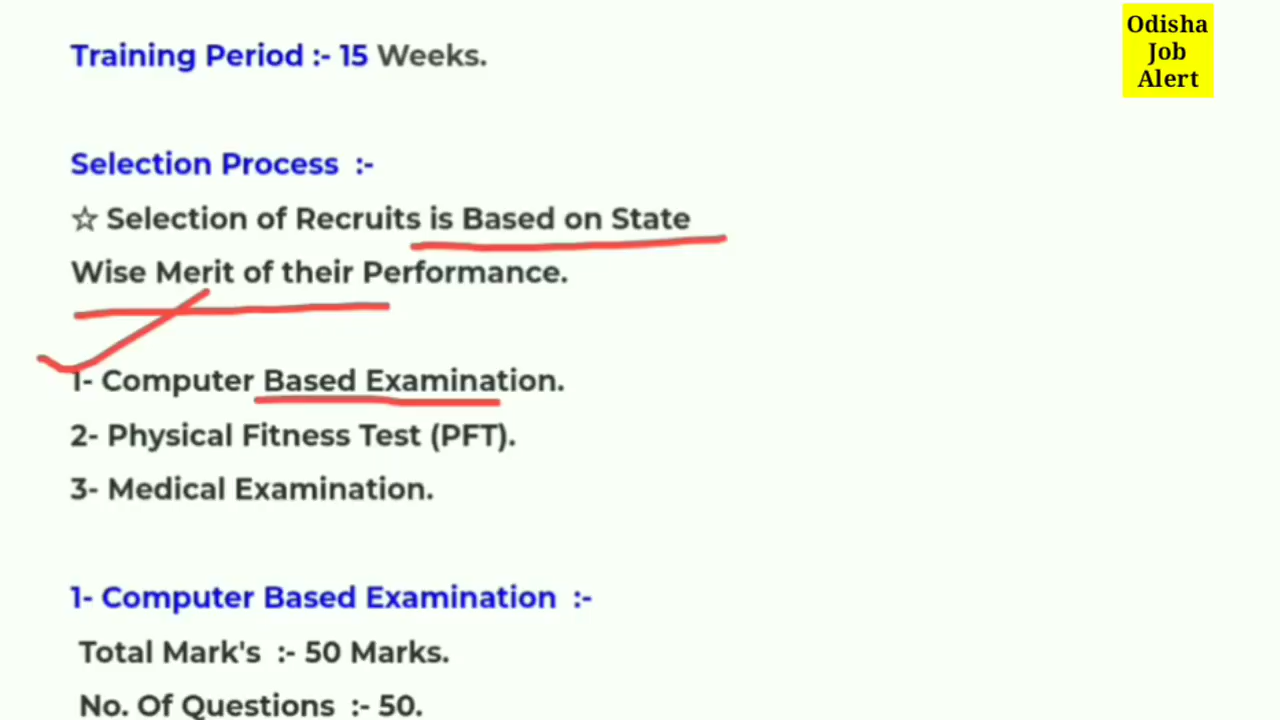 Odisha
Job
Alert
Training Period :- 15 Weeks.
Selection Process :-
☆ Selection of Recruits is Based on State
Wise Merit of their Performance.
1- Computer Based Examination.
2- Physical Fitness Test (PFT).
3- Medical Examination.
1- Computer Based Examination :-
Total Mark's :- 50 Marks.
No. Of Questions :- 50.